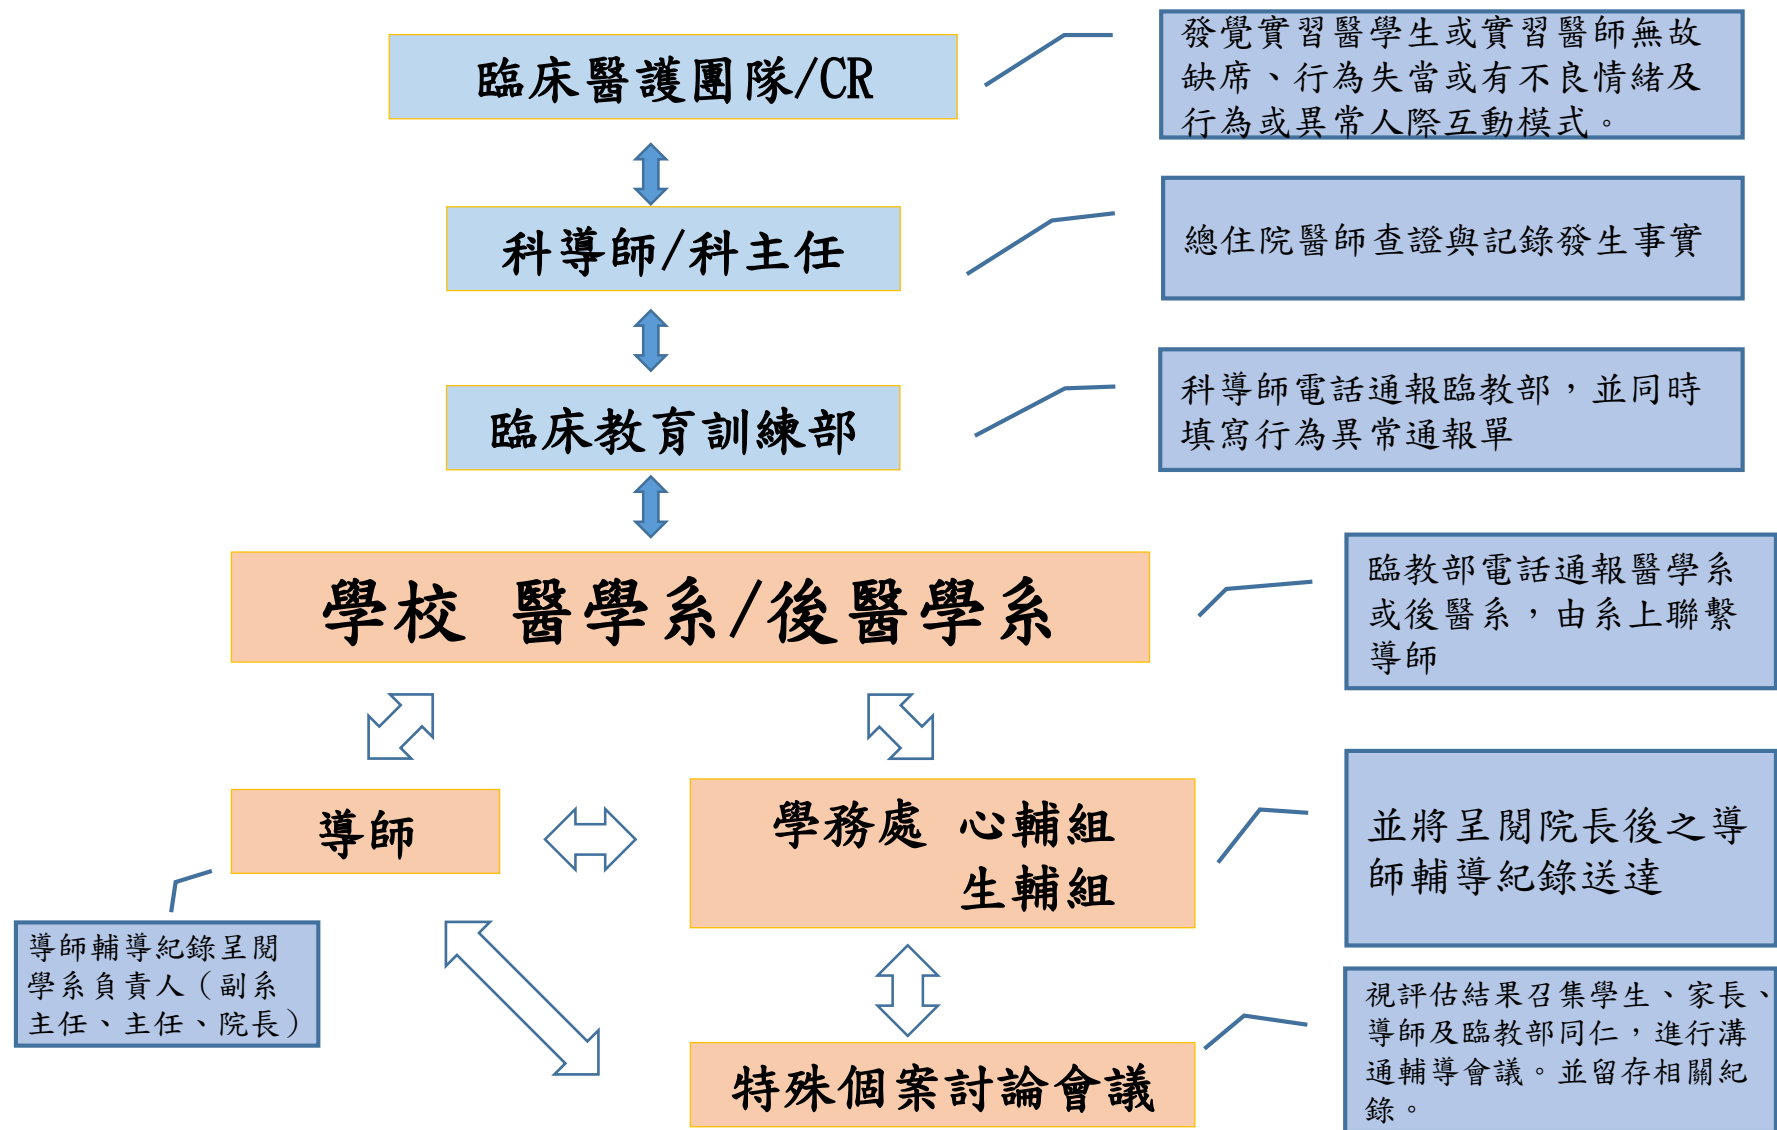 臨床醫護團隊/CR
發覺實習醫學生或實習醫師無故
缺席、行為失當或有不良情緒及
行為或異常人際互動模式。
科導師/科主任
總住院醫師查證與記錄發生事實
臨床教育訓練部
科導師電話通報臨教部，並同時
填寫行為異常通報單
學校 醫學系/後醫學系
臨教部電話通報醫學系
或後醫系，由系上聯繫
導師
導師
學務處 心輔組
生輔組
並將呈閱院長後之導
師輔導紀錄送達
導師輔導紀錄呈閱
學系負責人（副系
主任、主任、院長）
特殊個案討論會議
視評估結果召集學生、家長、
導師及臨教部同仁，進行溝
通輔導會議。並留存相關紀
錄。